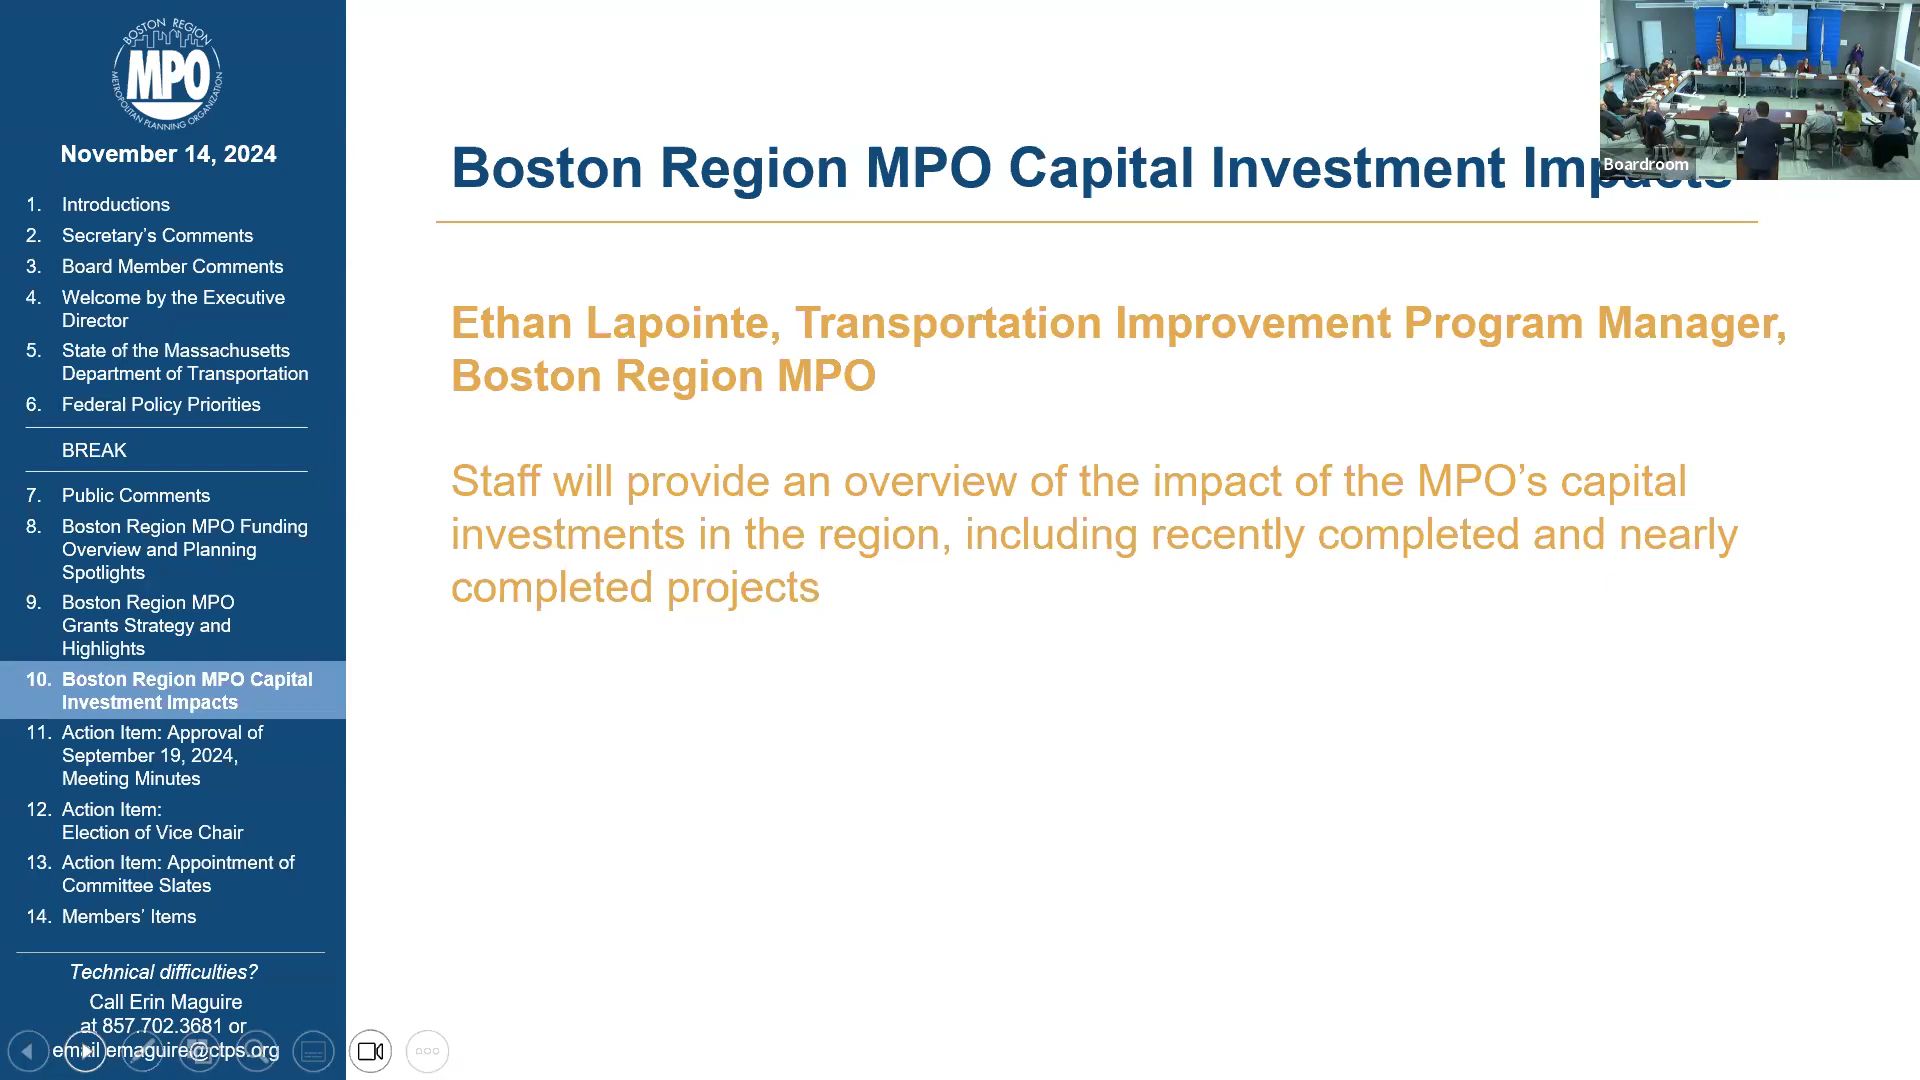 BOSTON REGION
MPO
METROPOLITAN PLANNING ORGANIZATION
November 14, 2024
1. Introductions
2. Secretary’s Comments
3. Board Member Comments
4. Welcome by the Executive
Director
5. State of the Massachusetts
Department of Transportation
6. Federal Policy Priorities
BREAK
7. Public Comments
8. Boston Region MPO Funding
Overview and Planning
Spotlights
9. Boston Region MPO
Grants Strategy and
Highlights
10. Boston Region MPO Capital
Investment Impacts
11. Action Item: Approval of
September 19, 2024,
Meeting Minutes
12. Action Item:
Election of Vice Chair
13. Action Item: Appointment of
Committee Slates
14. Members’ Items
Technical difficulties?
Call Erin Maguire
at 857.702.3681 or
email emaguire@ctps.org
Boston Region MPO Capital Investment Impacts
Ethan Lapointe, Transportation Improvement Program Manager,
Boston Region MPO
Staff will provide an overview of the impact of the MPO’s capital
investments in the region, including recently completed and nearly
completed projects
Boardroom